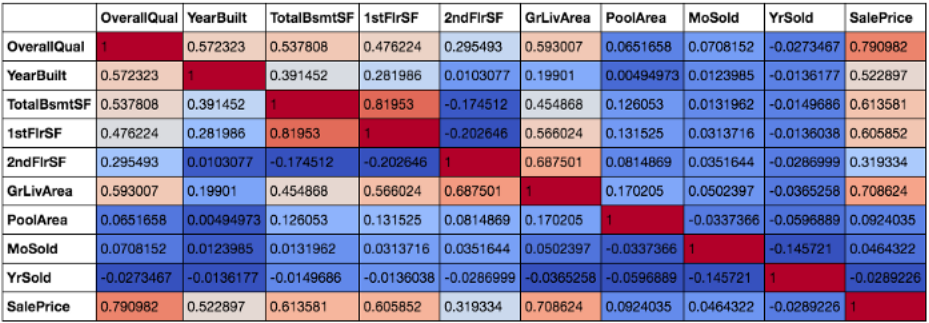 OverallQual YearBuilt TotalBsmtSF 1stFlrSF 2ndFlrSF GrLivArea PoolArea MoSold YrSold SalePrice
OverallQual 1 0.572323 0.537808 0.476224 0.295493 0.593007 0.0651658 0.0708152 -0.0273467 0.790982
YearBuilt 0.572323 1 0.391452 0.281986 0.0103077 0.19901 0.00494973 0.0123985 -0.0136177 0.522897
TotalBsmtSF 0.537808 0.391452 1 0.81953 -0.174512 0.454868 0.126053 0.0131962 -0.0149686 0.613581
1stFlrSF 0.476224 0.281986 0.81953 1 -0.202646 0.566024 0.131525 0.0313716 -0.0136038 0.605852
2ndFlrSF 0.295493 0.0103077 -0.174512 -0.202646 1 0.687501 0.0814869 0.0351644 -0.0286999 0.319334
GrLivArea 0.593007 0.19901 0.454868 0.566024 0.687501 1 0.170205 0.0502397 -0.0365258 0.708624
PoolArea 0.0651658 0.00494973 0.126053 0.131525 0.0814869 0.170205 1 -0.0337366 -0.0596889 0.0924035
MoSold 0.0708152 0.0123985 0.0131962 0.0313716 0.0351644 0.0502397 -0.0337366 1 -0.145721 0.0464322
YrSold -0.0273467 -0.0136177 -0.0149686 -0.0136038 -0.0286999 -0.0365258 -0.0596889 -0.145721 1 -0.0289226
SalePrice 0.790982 0.522897 0.613581 0.605852 0.319334 0.708624 0.0924035 0.0464322 -0.0289226 1